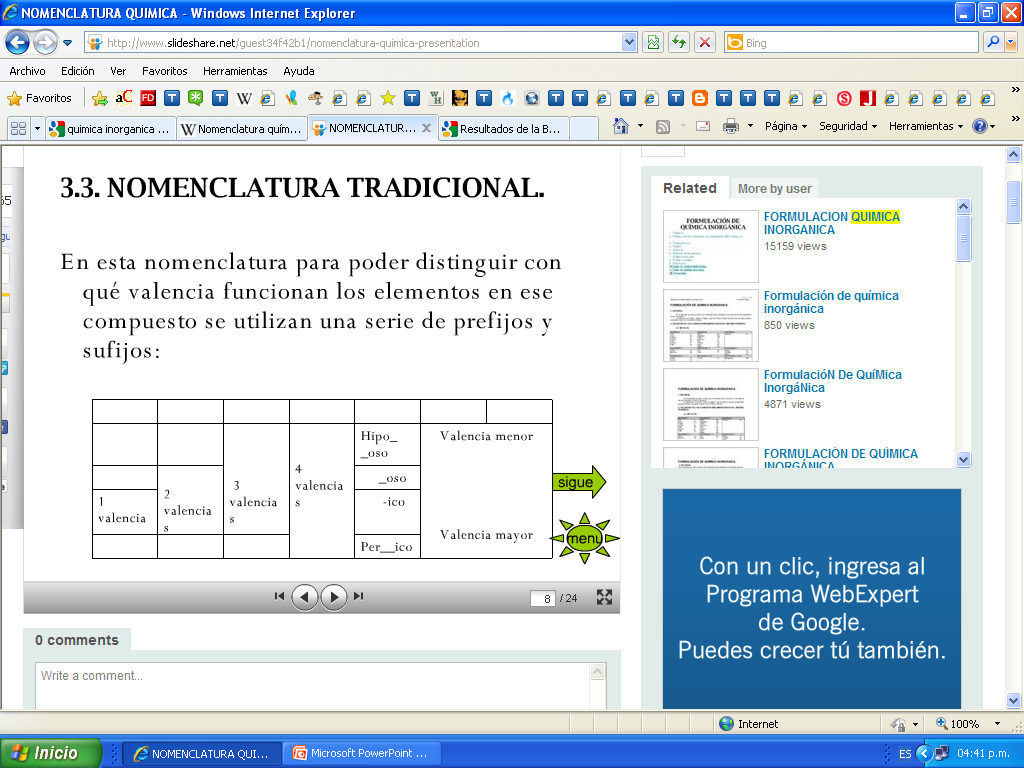 NOMENCLATURA QUIMICA - Windows Internet Explorer
http://www.slideshare.net/guest34f42b1/nomenclatura-quimica-presentation
Bing
Archivo Edición Ver Favoritos Herramientas Ayuda
Favoritos
quimica inorganica ...
Nomenclatura quím...
NOMENCLATUR...
Resultados de la B...
Página
Seguridad
Herramientas
3.3. NOMENCLATURA TRADICIONAL.
En esta nomenclatura para poder distinguir con
qué valencia funcionan los elementos en ese
compuesto se utilizan una serie de prefijos y
sufijos:
1
valencia
2
valencia
s
3
valencia
s
4
valencia
s
Hipo_
_oso
_oso
-ico
Per__ico
Valencia menor
Valencia mayor
sigue
menu
8 / 24
0 comments
Write a comment...
Related
More by user
FORMULACIÓN DE
QUÍMICA INORGÁNICA
FORMULACION QUIMICA
INORGANICA
15159 views
Formulación de química
inorgánica
850 views
FormulacióN De QuíMica
InorgáNica
4871 views
FORMULACIÓN DE QUÍMICA
INORGÁNICA
Con un clic, ingresa al
Programa WebExpert
de Google.
Puedes crecer tú también.
Internet
100%
Inicio
NOMENCLATURA QUI...
Microsoft PowerPoint ...
ES
04:41 p.m.